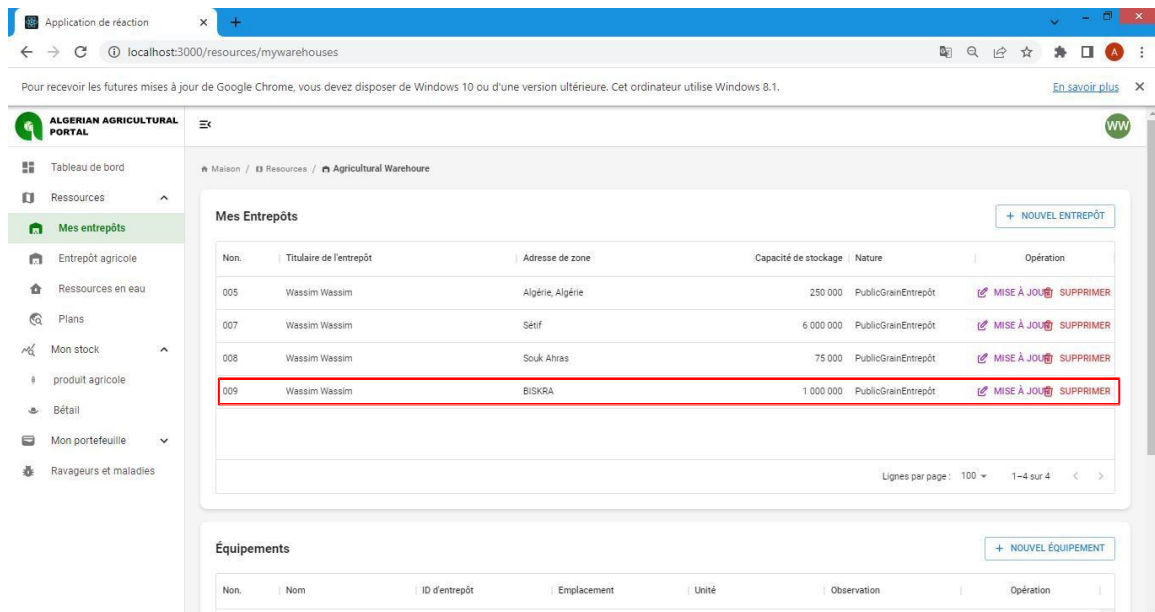 Application de réaction
localhost:3000/resources/mywarehouses
A
Pour recevoir les futures mises à jour de Google Chrome, vous devez disposer de Windows 10 ou d'une version ultérieure. Cet ordinateur utilise Windows 8.1. En savoir plus
ALGERIAN AGRICULTURAL
PORTAL
WW
Tableau de bord
Ressources
Mes entrepôts
Entrepôt agricole
Ressources en eau
Plans
Mon stock
produit agricole
Bétail
Mon portefeuille
Ravageurs et maladies
Maison / Resources / Agricultural Warehoure
Mes Entrepôts + NOUVEL ENTREPÔT
Non. Titulaire de l'entrepôt Adresse de zone Capacité de stockage Nature Opération
005 Wassim Wassim Algérie, Algérie 250 000 PublicGrainEntrepôt MISE À JOUR SUPPRIMER
007 Wassim Wassim Sétif 6 000 000 PublicGrainEntrepôt MISE À JOUR SUPPRIMER
008 Wassim Wassim Souk Ahras 75 000 PublicGrainEntrepôt MISE À JOUR SUPPRIMER
009 Wassim Wassim BISKRA 1 000 000 PublicGrainEntrepôt MISE À JOUR SUPPRIMER
Lignes par page : 100 1–4 sur 4
Équipements + NOUVEL ÉQUIPEMENT
Non. Nom ID d'entrepôt Emplacement Unité Observation Opération